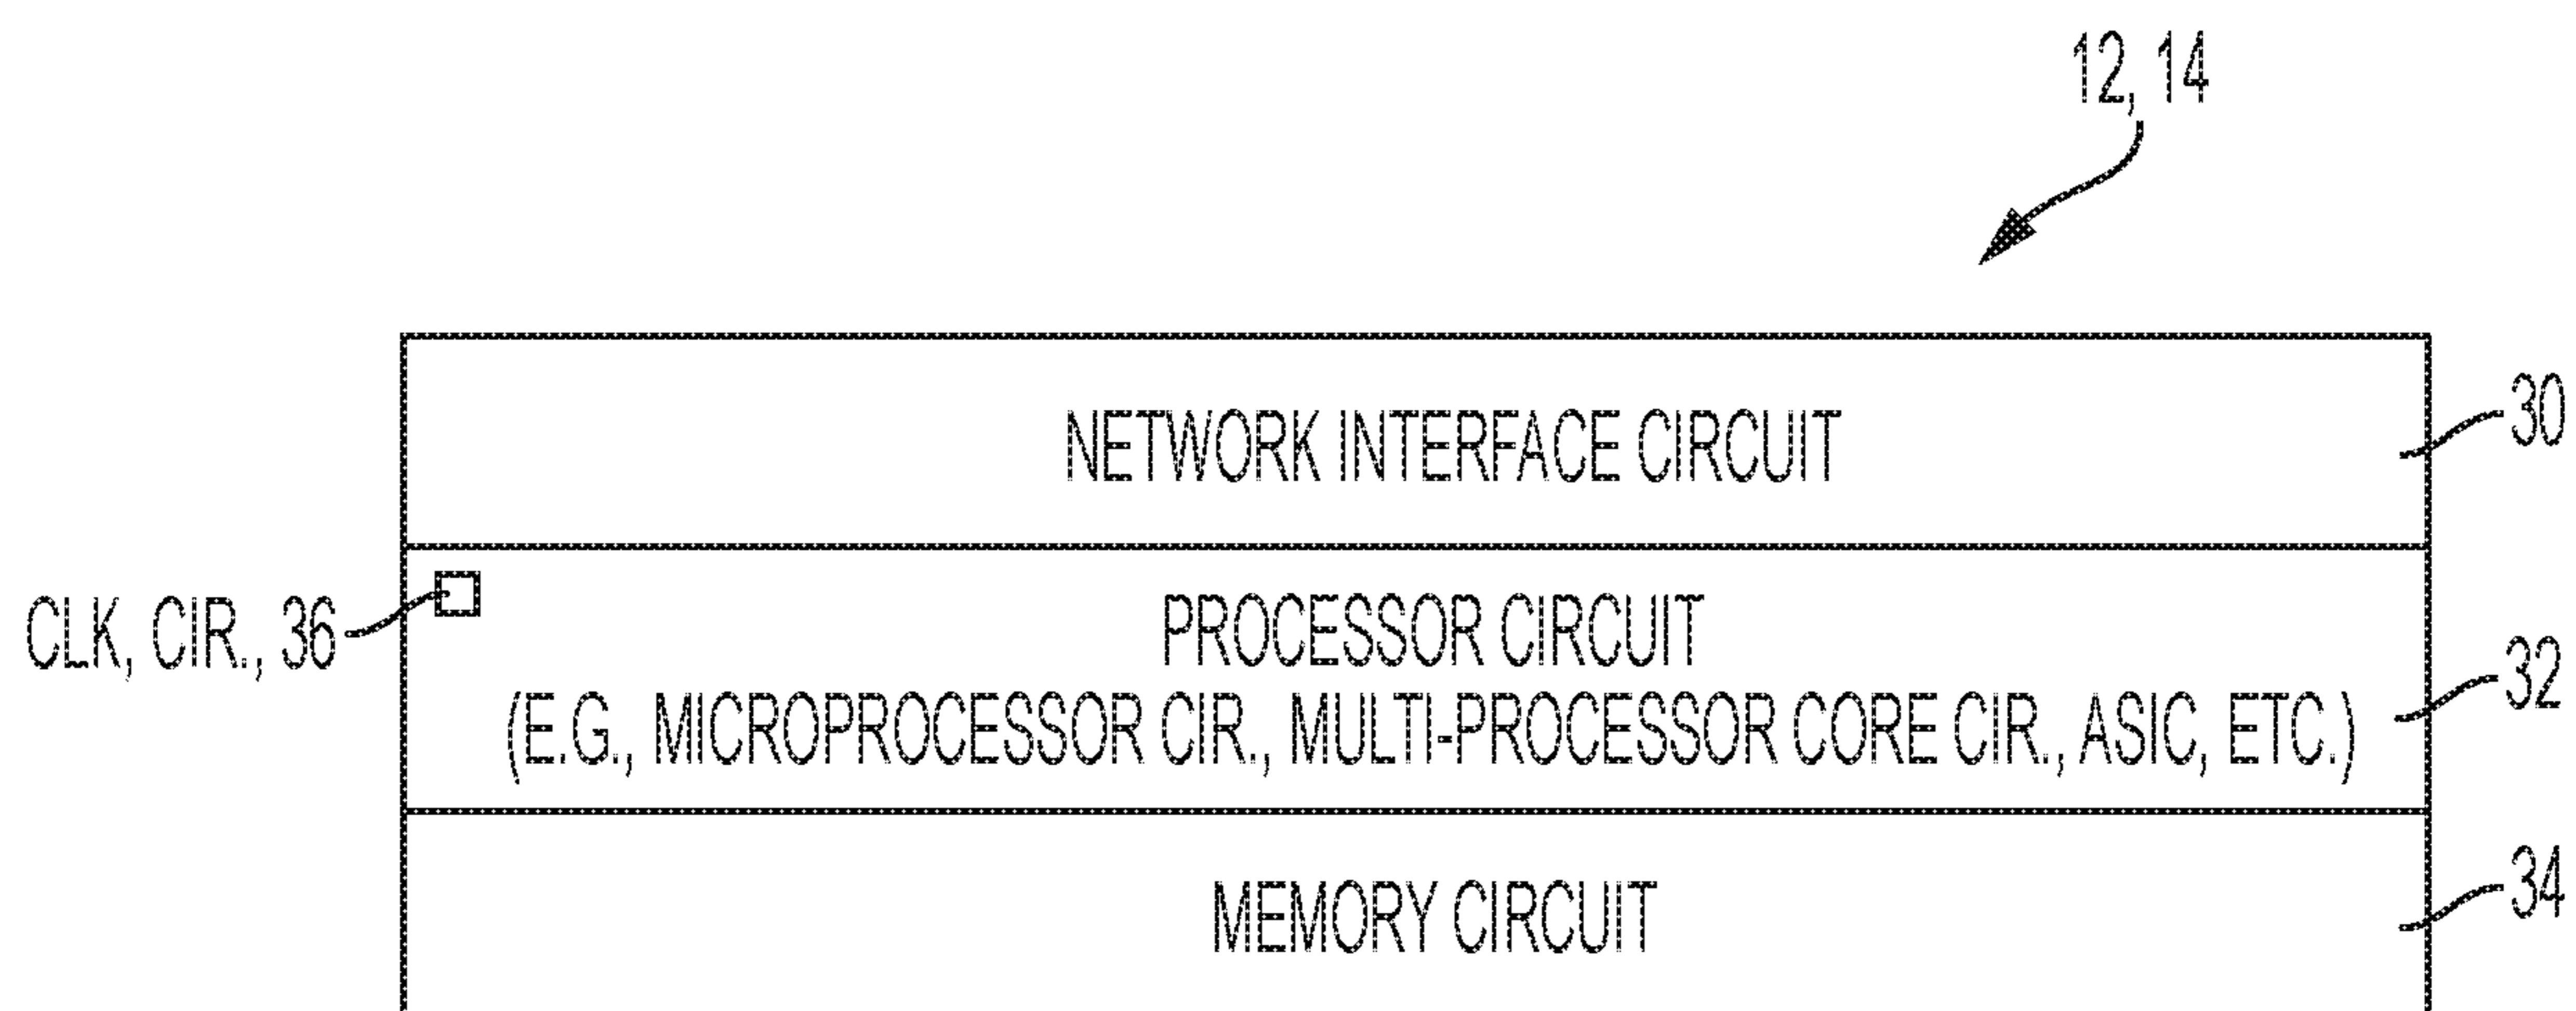 12, 14
NETWORK INTERFACE CIRCUIT
30
CLK, CIR., 36
PROCESSOR CIRCUIT
(E.G., MICROPROCESSOR CIR., MULTI-PROCESSOR CORE CIR., ASIC, ETC.)
32
MEMORY CIRCUIT
34